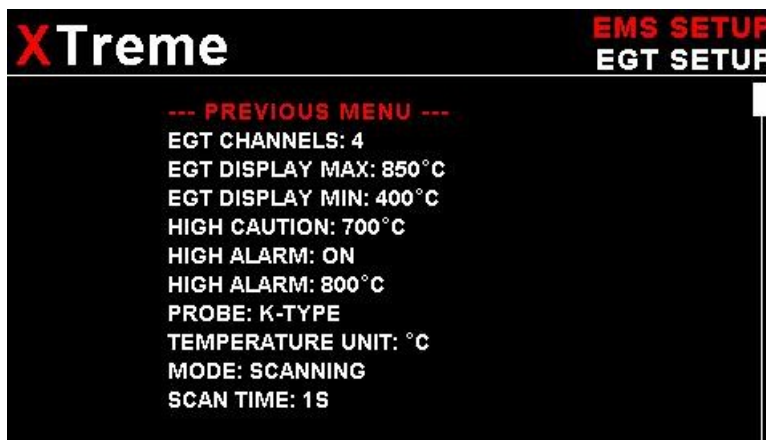 XTreme
EMS SETUP
EGT SETUP
--- PREVIOUS MENU ---
EGT CHANNELS: 4
EGT DISPLAY MAX: 850°C
EGT DISPLAY MIN: 400°C
HIGH CAUTION: 700°C
HIGH ALARM: ON
HIGH ALARM: 800°C
PROBE: K-TYPE
TEMPERATURE UNIT: °C
MODE: SCANNING
SCAN TIME: 1S